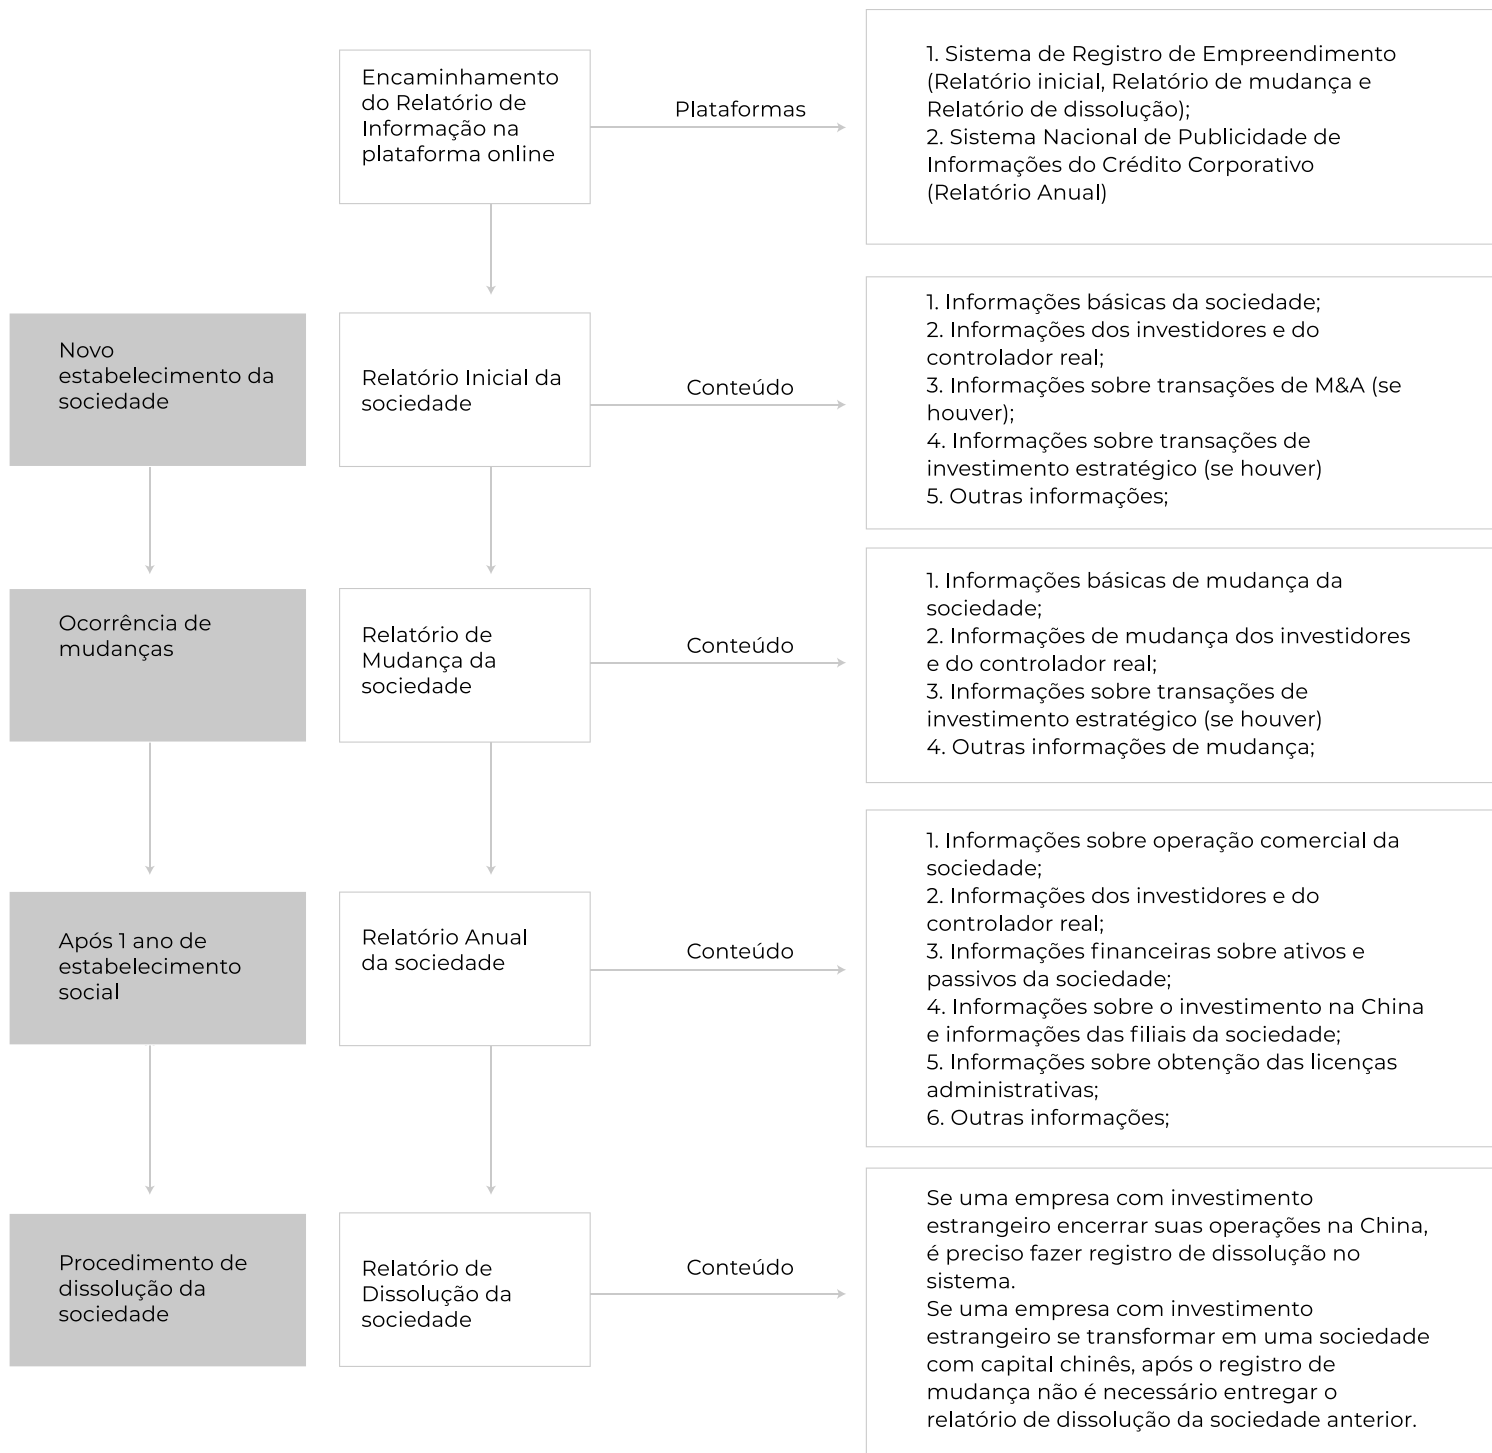 Encaminhamento
do Relatório de
Informação na
plataforma online
Plataformas
1. Sistema de Registro de Empreendimento
(Relatório inicial, Relatório de mudança e
Relatório de dissolução);
2. Sistema Nacional de Publicidade de
Informações do Crédito Corporativo
(Relatório Anual)
Novo
estabelecimento da
sociedade
Relatório Inicial da
sociedade
Conteúdo
1. Informações básicas da sociedade;
2. Informações dos investidores e do
controlador real;
3. Informações sobre transações de M&A (se
houver);
4. Informações sobre transações de
investimento estratégico (se houver)
5. Outras informações;
Ocorrência de
mudanças
Relatório de
Mudança da
sociedade
Conteúdo
1. Informações básicas de mudança da
sociedade;
2. Informações de mudança dos investidores
e do controlador real;
3. Informações sobre transações de
investimento estratégico (se houver)
4. Outras informações de mudança;
Após 1 ano de
estabelecimento
social
Relatório Anual
da sociedade
Conteúdo
1. Informações sobre operação comercial da
sociedade;
2. Informações dos investidores e do
controlador real;
3. Informações financeiras sobre ativos e
passivos da sociedade;
4. Informações sobre o investimento na China
e informações das filiais da sociedade;
5. Informações sobre obtenção das licenças
administrativas;
6. Outras informações;
Procedimento de
dissolução da
sociedade
Relatório de
Dissolução da
sociedade
Conteúdo
Se uma empresa com investimento
estrangeiro encerrar suas operações na China,
é preciso fazer registro de dissolução no
sistema.
Se uma empresa com investimento
estrangeiro se transformar em uma sociedade
com capital chinês, após o registro de
mudança não é necessário entregar o
relatório de dissolução da sociedade anterior.